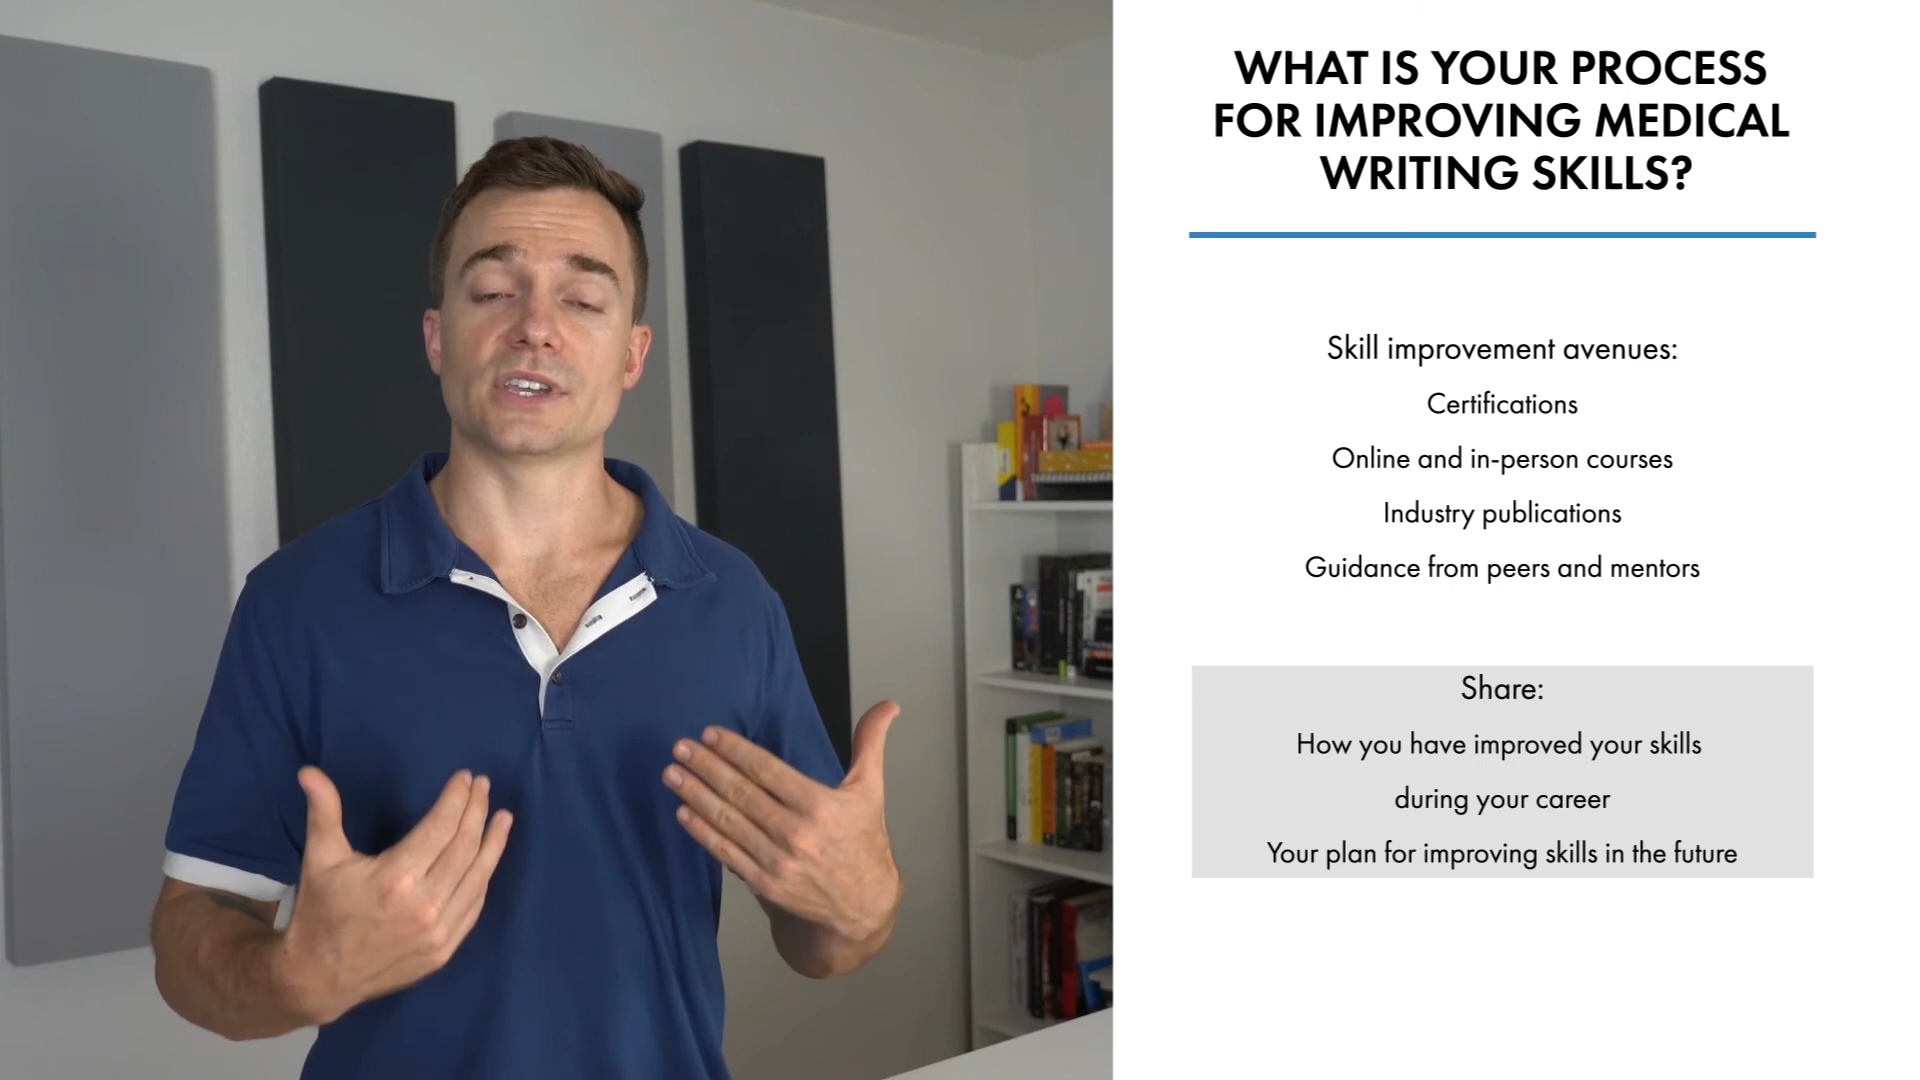 WHAT IS YOUR PROCESS
FOR IMPROVING MEDICAL
WRITING SKILLS?
Skill improvement avenues:
Certifications
Online and in-person courses
Industry publications
Guidance from peers and mentors
Share:
How you have improved your skills
during your career
Your plan for improving skills in the future